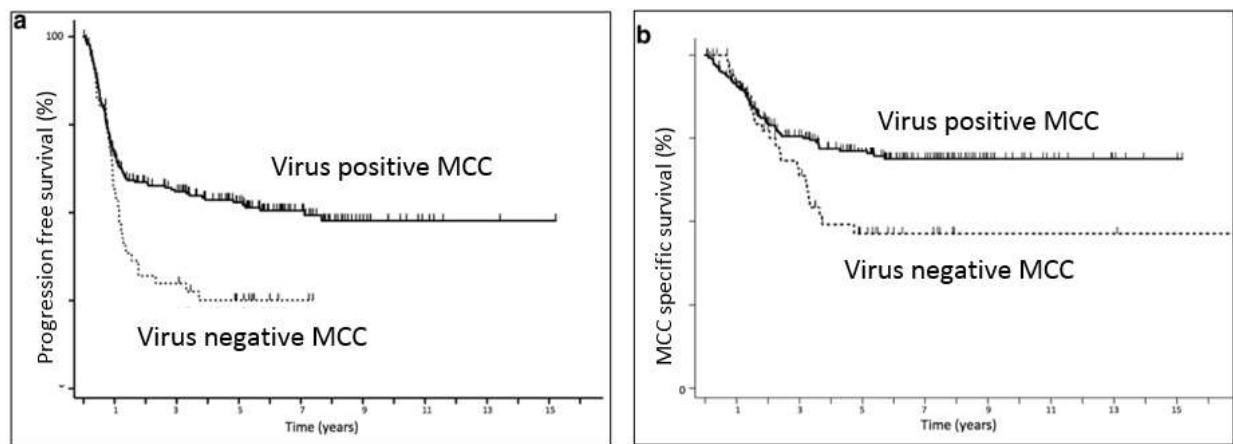 a
100
Progression free survival (%)
Virus positive MCC
Virus negative MCC
1 3 5 7 9 11 13 15
Time (years)
b
MCC specific survival (%)
Virus positive MCC
Virus negative MCC
0
1 3 5 7 9 11 13 15
Time (years)